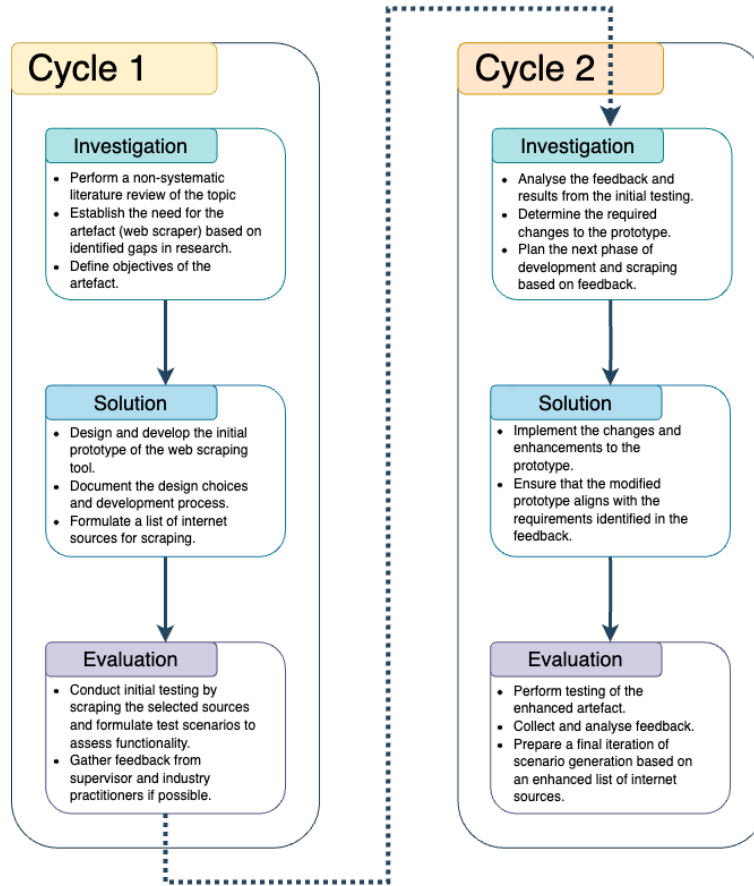 Cycle 1
Investigation
• Perform a non-systematic
literature review of the topic
• Establish the need for the
artefact (web scraper) based on
identified gaps in research.
• Define objectives of the
artefact.
Solution
• Design and develop the initial
prototype of the web scraping
tool.
• Document the design choices
and development process.
• Formulate a list of internet
sources for scraping.
Evaluation
• Conduct initial testing by
scraping the selected sources
and formulate test scenarios to
assess functionality.
• Gather feedback from
supervisor and industry
practitioners if possible.
Cycle 2
Investigation
• Analyse the feedback and
results from the initial testing.
• Determine the required
changes to the prototype.
• Plan the next phase of
development and scraping
based on feedback.
Solution
• Implement the changes and
enhancements to the
prototype.
• Ensure that the modified
prototype aligns with the
requirements identified in the
feedback.
Evaluation
• Perform testing of the
enhanced artefact.
• Collect and analyse feedback.
• Prepare a final iteration of
scenario generation based on
an enhanced list of internet
sources.